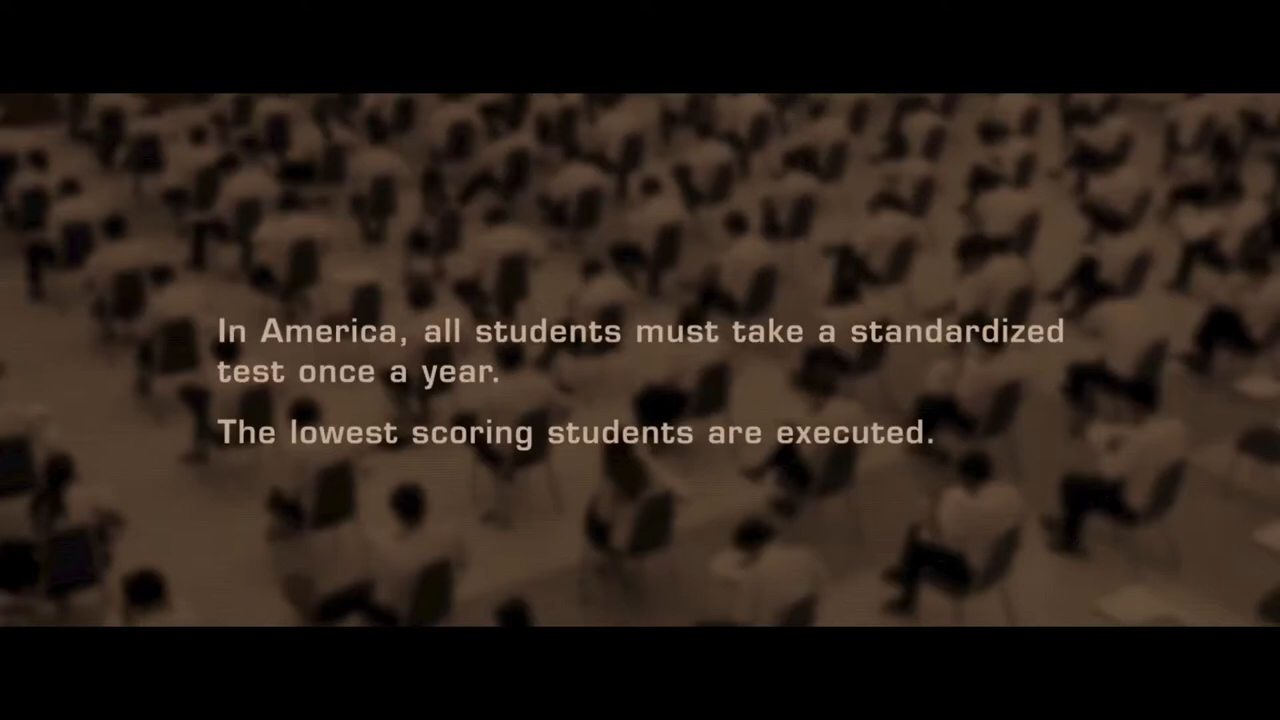 In America, all students must take a standardized
test once a year.
The lowest scoring students are executed.